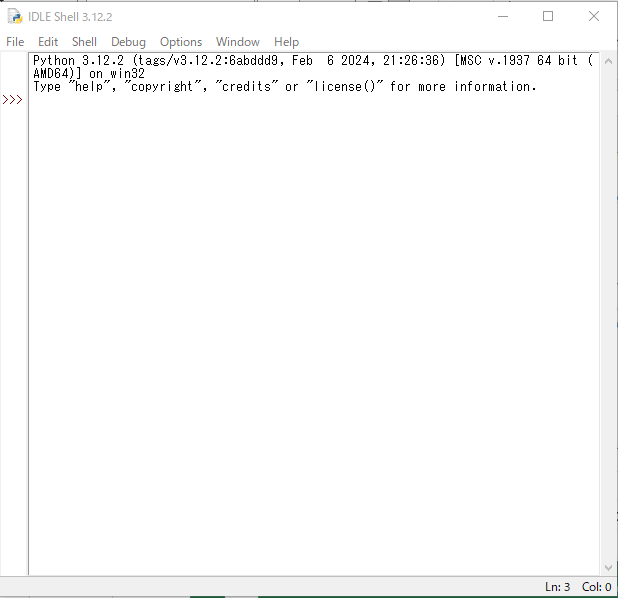 IDLE Shell 3.12.2
File Edit Shell Debug Options Window Help
Python 3.12.2 (tags/v3.12.2:6abddd9, Feb  6 2024, 21:26:36) [MSC v.1937 64 bit (
AMD64)] on win32
Type "help", "copyright", "credits" or "license()" for more information.
>>>
Ln: 3 Col: 0